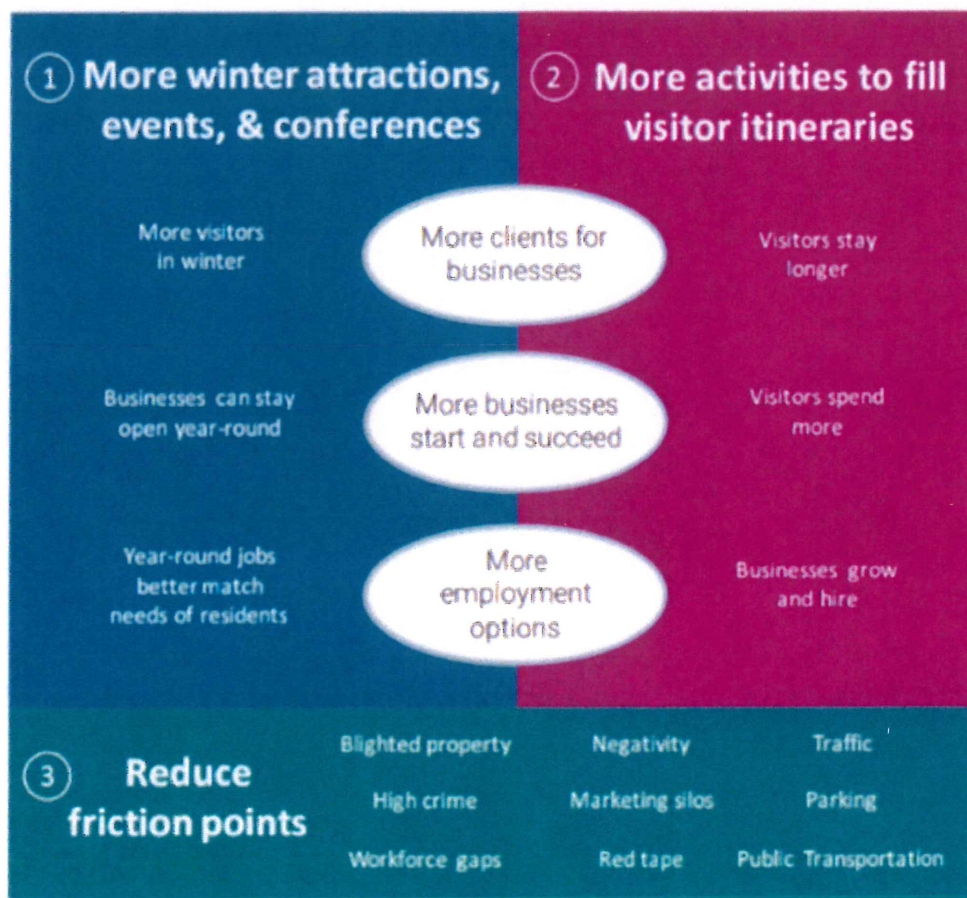 1 More winter attractions,
events, & conferences
More visitors
in winter
Businesses can stay
open year-round
Year-round jobs
better match
needs of residents
More clients for
businesses
More businesses
start and succeed
More
employment
options
2 More activities to fill
visitor itineraries
Visitors stay
longer
Visitors spend
more
Businesses grow
and hire
3 Reduce
friction points
Blighted property Negativity Traffic
High crime Marketing silos Parking
Workforce gaps Red tape Public Transportation